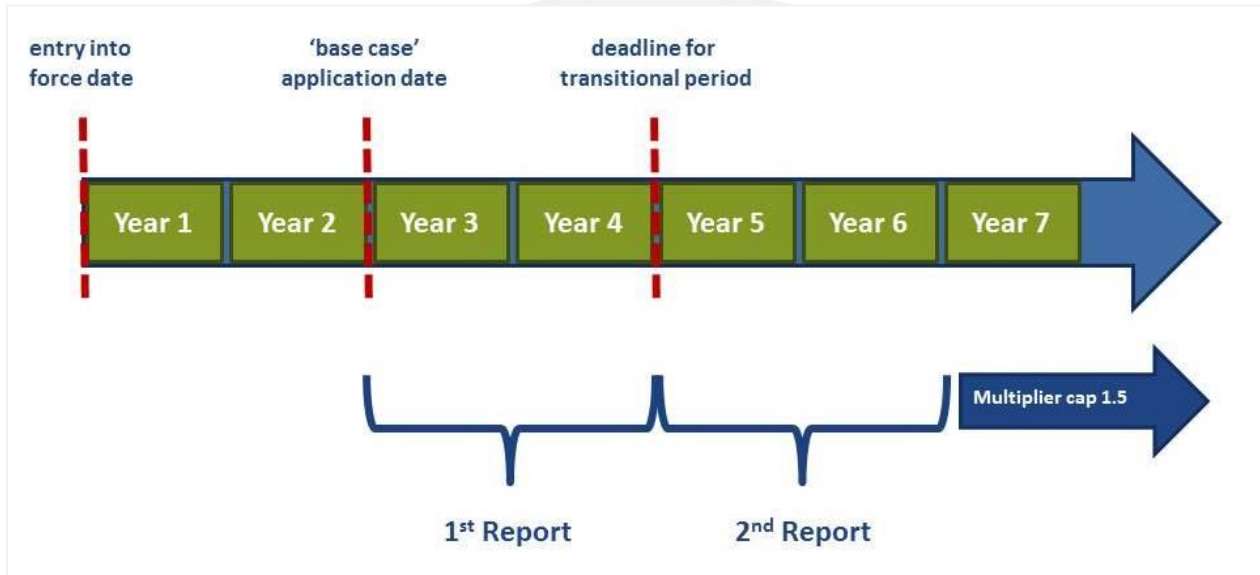 entry into
force date
‘base case’
application date
deadline for
transitional period
Year 1
Year 2
Year 3
Year 4
Year 5
Year 6
Year 7
Multiplier cap 1.5
1st Report
2nd Report